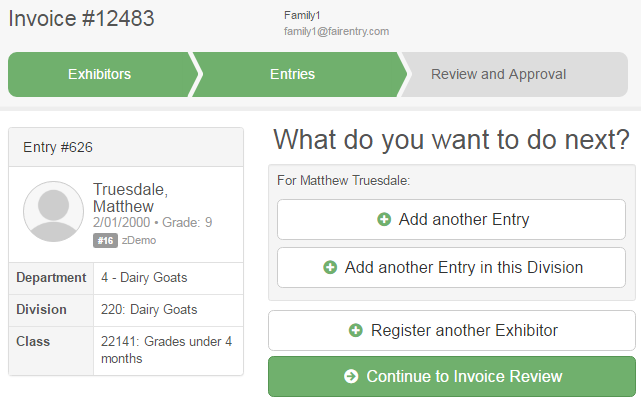 Invoice #12483
Family1
family1@fairentry.com
Exhibitors
Entries
Review and Approval
Entry #626
Truesdale,
Matthew
2/01/2000 • Grade: 9
#16 zDemo
Department 4 - Dairy Goats
Division 220: Dairy Goats
Class 22141: Grades under 4
months
What do you want to do next?
For Matthew Truesdale:
Add another Entry
Add another Entry in this Division
Register another Exhibitor
Continue to Invoice Review